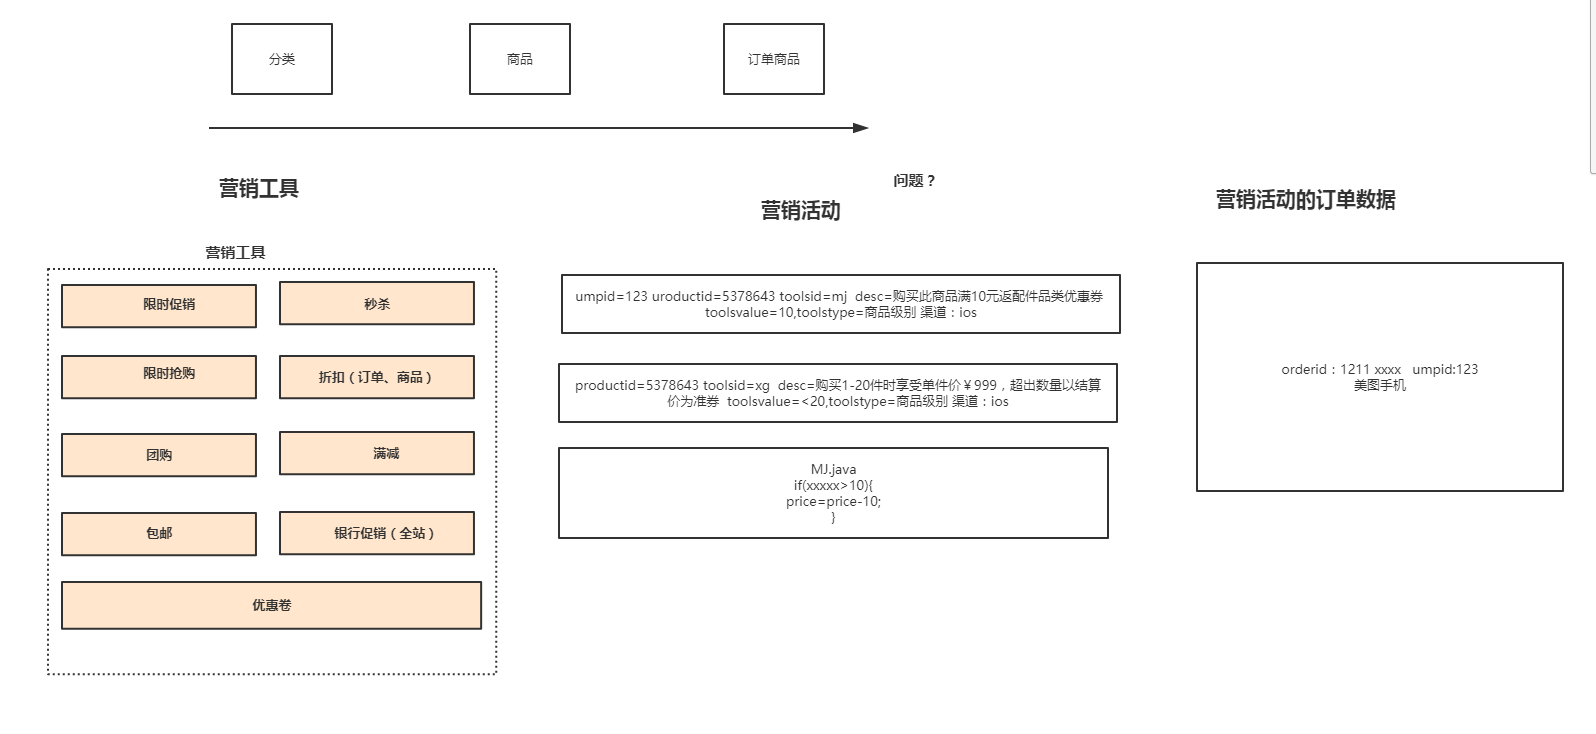 分类
商品
订单商品
营销工具
问题？
营销活动
营销活动的订单数据
营销工具
限时促销
秒杀
限时抢购
折扣（订单、商品）
团购
满减
包邮
银行促销（全站）
优惠卷
umpid=123 uroductid=5378643 toolsid=mj  desc=购买此商品满10元返配件品类优惠券
toolsvalue=10,toolstype=商品级别 渠道：ios
productid=5378643 toolsid=xg  desc=购买1-20件时享受单件价￥999，超出数量以结算
价为准券  toolsvalue=<20,toolstype=商品级别 渠道：ios
MJ.java
if(xxxxx>10){
price=price-10;
}
orderid：1211 xxxx   umpid:123
美图手机